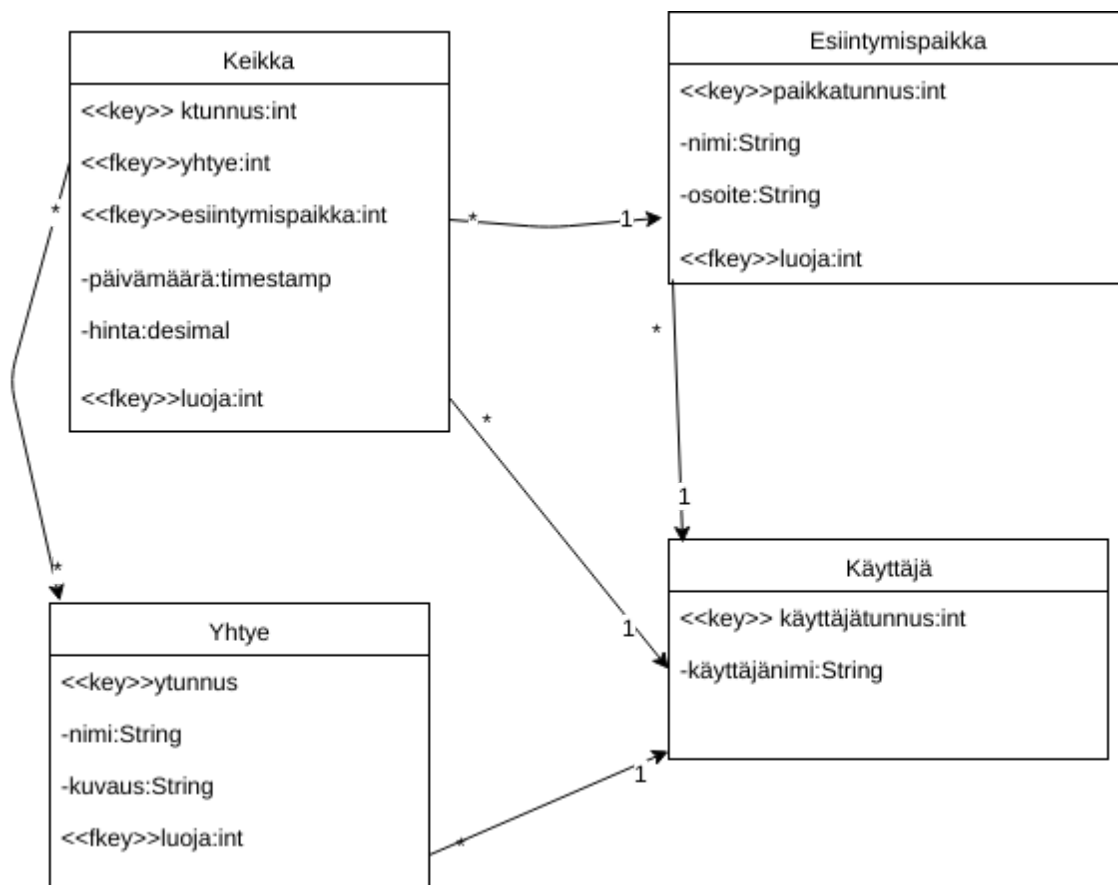 Keikka
<<key>> ktunnus:int
<<fkey>>yhtye:int
<<fkey>>esiintymispaikka:int
-päivämäärä:timestamp
-hinta:desimal
<<fkey>>luoja:int
Esiintymispaikka
<<key>>paikkatunnus:int
-nimi:String
-osoite:String
<<fkey>>luoja:int
*
*
1
*
*
1
1
*
Yhtye
<<key>>ytunnus
-nimi:String
-kuvaus:String
<<fkey>>luoja:int
*
1
Käyttäjä
<<key>> käyttäjätunnus:int
-käyttäjänimi:String